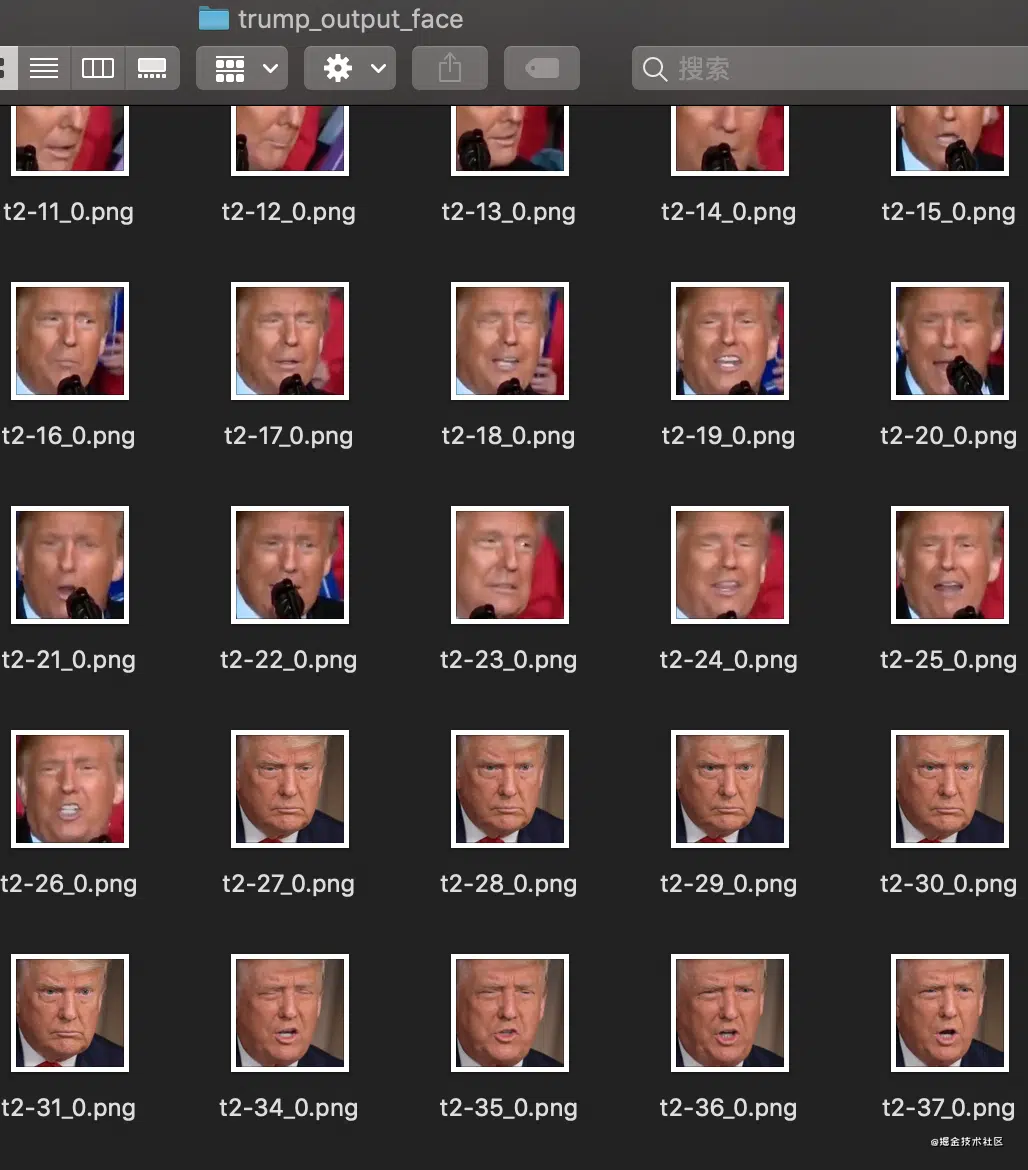 trump_output_face
搜索
t2-11_0.png t2-12_0.png t2-13_0.png t2-14_0.png t2-15_0.png
t2-16_0.png t2-17_0.png t2-18_0.png t2-19_0.png t2-20_0.png
t2-21_0.png t2-22_0.png t2-23_0.png t2-24_0.png t2-25_0.png
t2-26_0.png t2-27_0.png t2-28_0.png t2-29_0.png t2-30_0.png
t2-31_0.png t2-34_0.png t2-35_0.png t2-36_0.png t2-37_0.png
@掘金技术社区